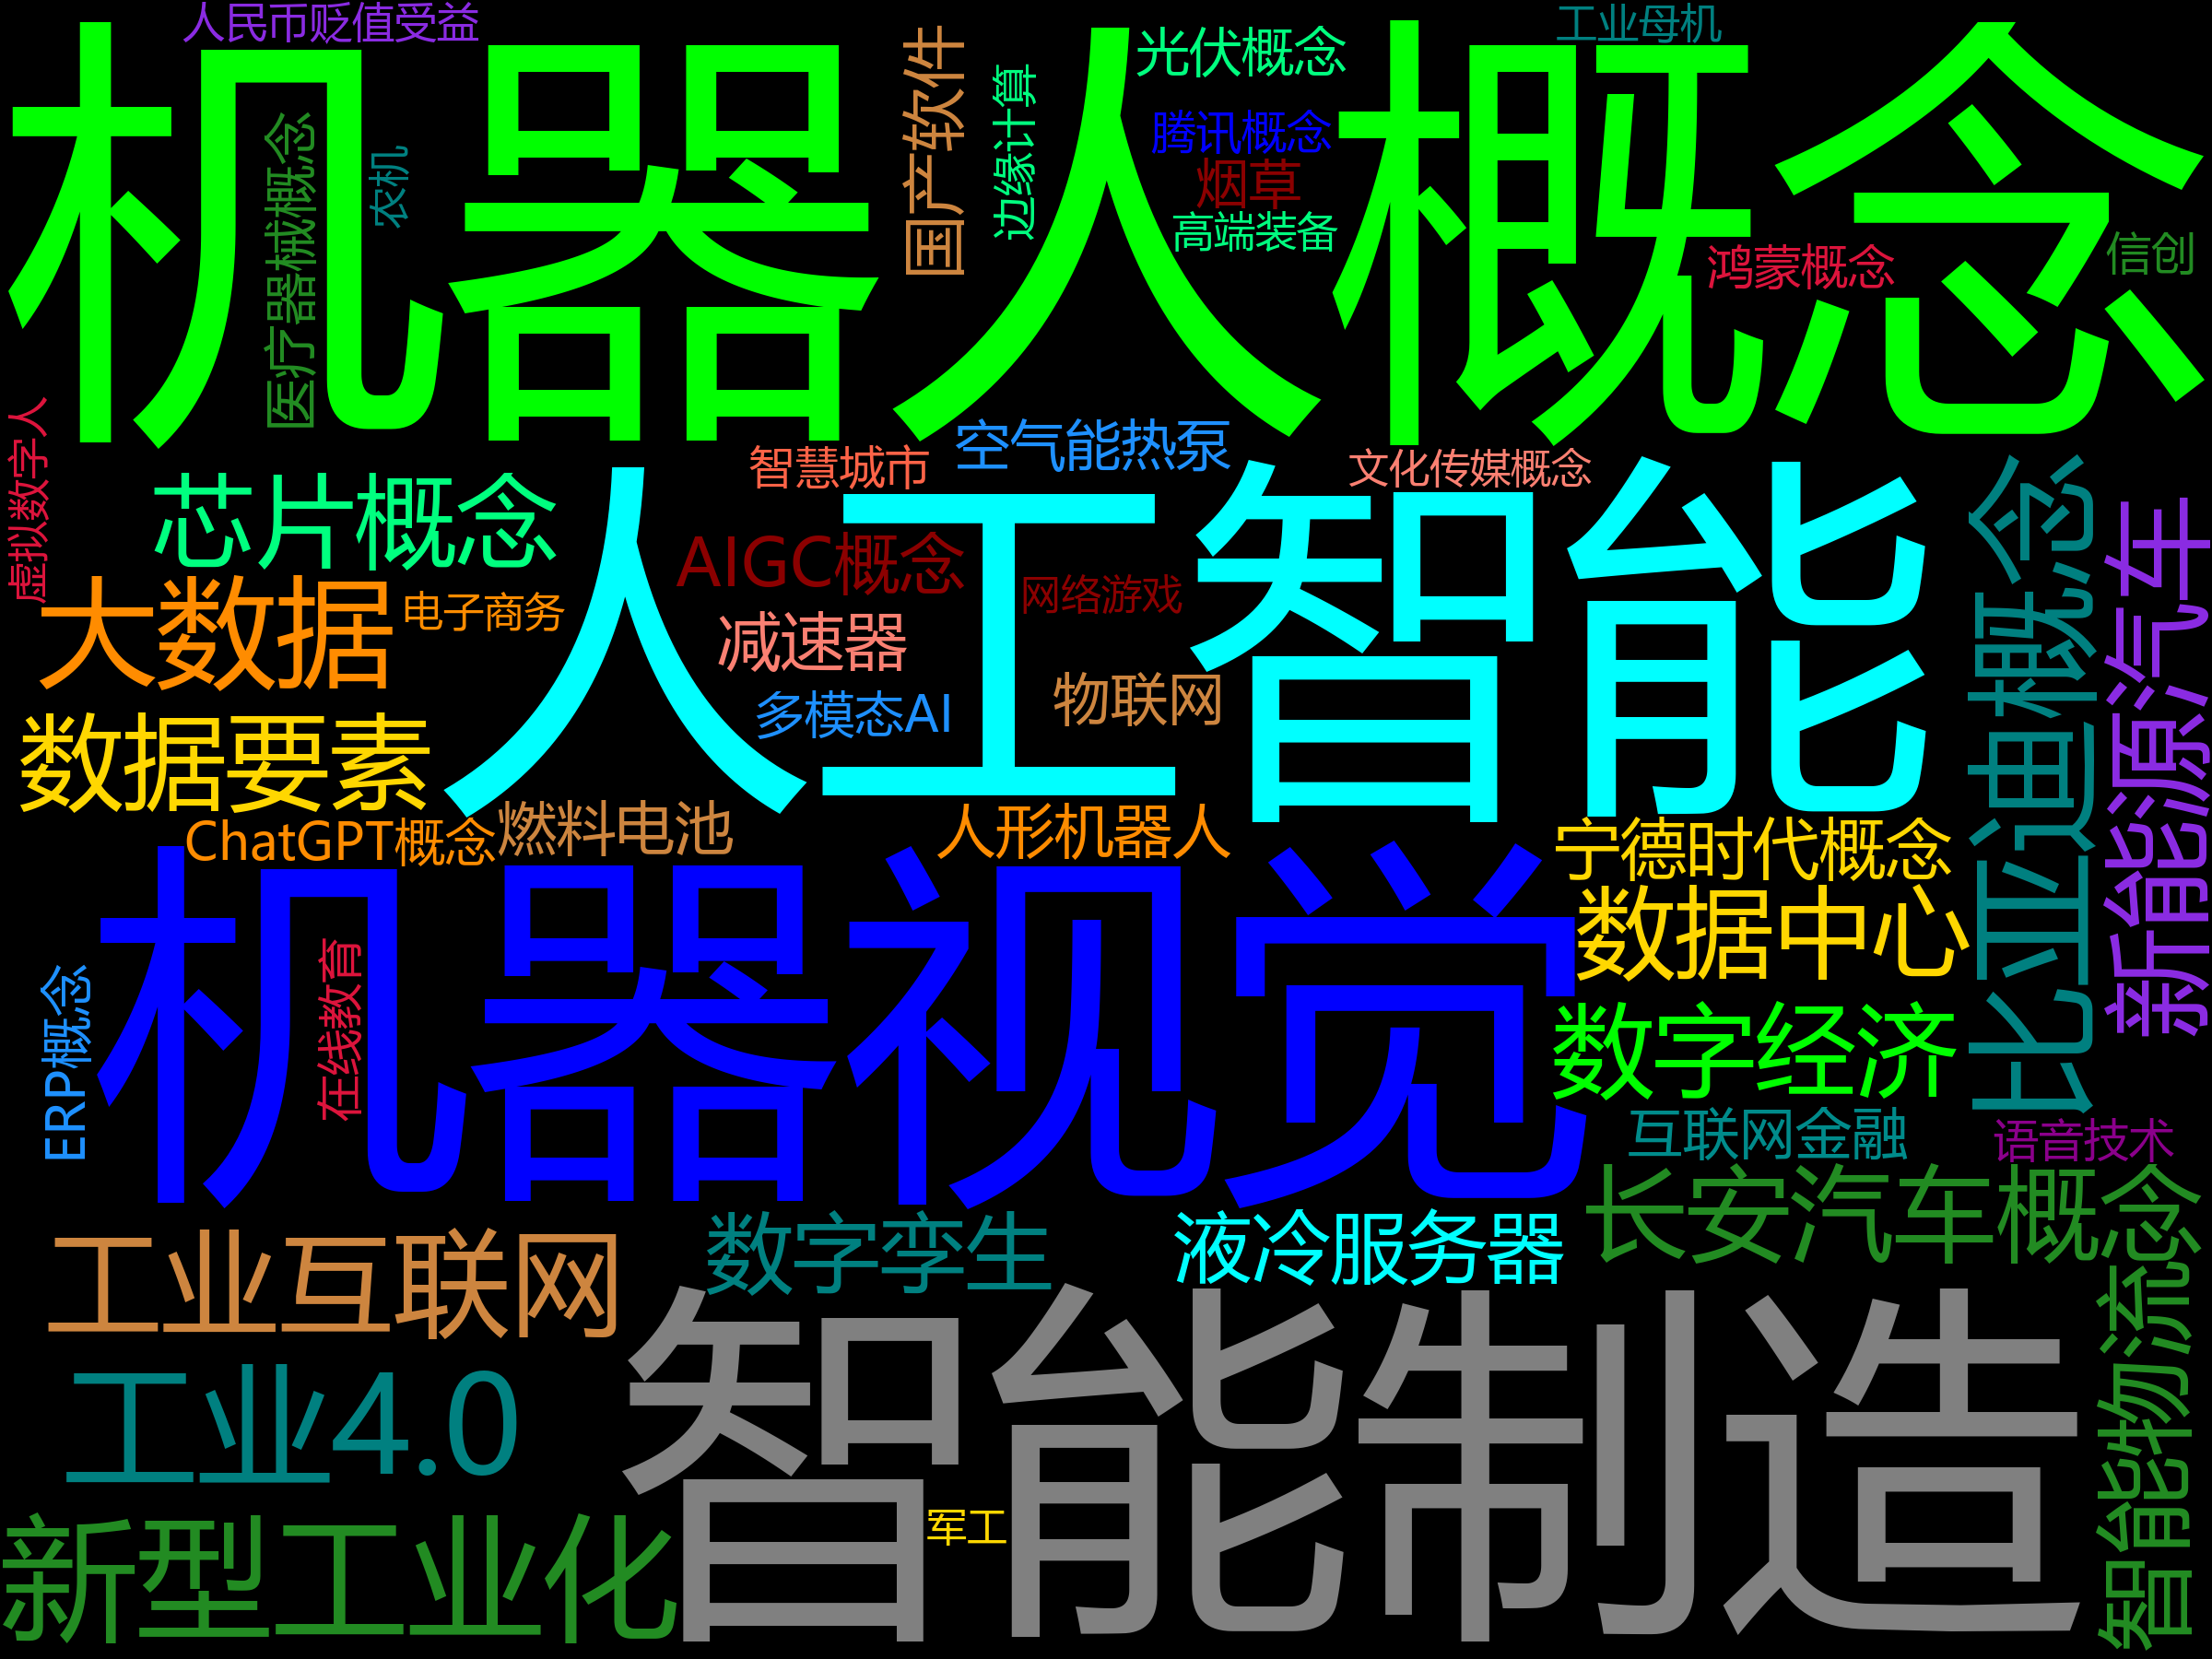 人民币贬值受益
工业母机
机器人概念
光伏概念
国产软件
边缘计算
腾讯概念
烟草
高端装备
医疗器械概念
农机
鸿蒙概念
信创
虚拟数字人
空气能热泵
智慧城市
文化传媒概念
芯片概念
人工智能
AIGC概念
网络游戏
大数据
电子商务
减速器
物联网
多模态AI
数据要素
比亚迪概念
新能源汽车
ChatGPT概念
燃料电池
人形机器人
宁德时代概念
机器视觉
数据中心
ERP概念
在线教育
数字经济
互联网金融
语音技术
长安汽车概念
工业互联网
数字孪生
液冷服务器
工业4.0
智能制造
智能物流
军工
新型工业化